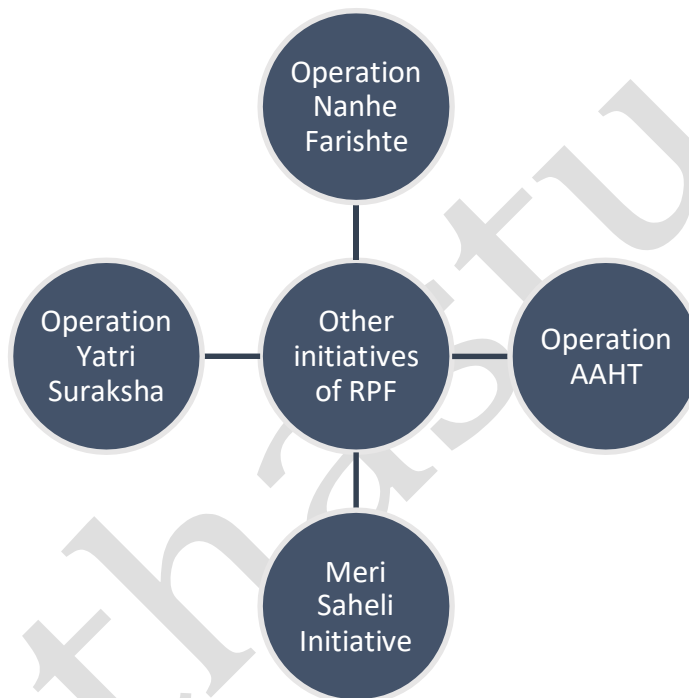 Operation
Nanhe
Farishte
Operation
Yatri
Suraksha
Other
initiatives
of RPF
Operation
AAHT
Meri
Saheli
Initiative